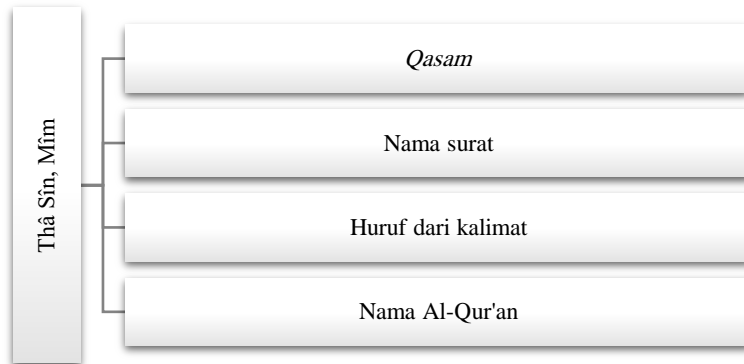 Thâ Sîn, Mîm
Qasam
Nama surat
Huruf dari kalimat
Nama Al-Qur'an